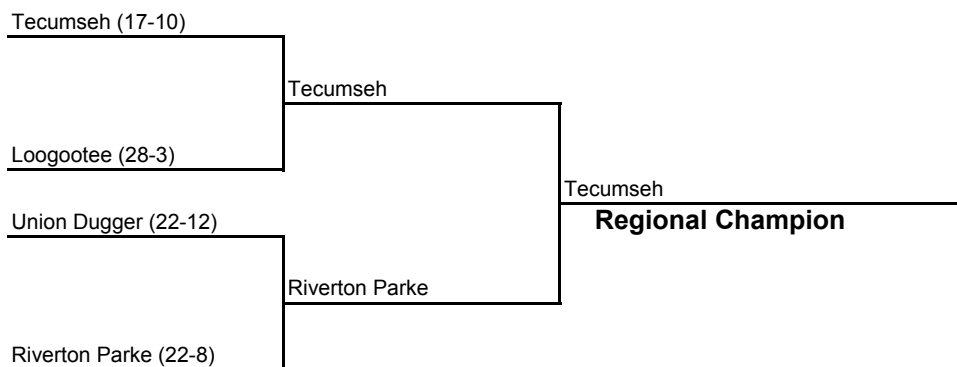 Tecumseh (17-10)
Tecumseh
Loogootee (28-3)
Tecumseh
Regional Champion
Union Dugger (22-12)
Riverton Parke
Riverton Parke (22-8)